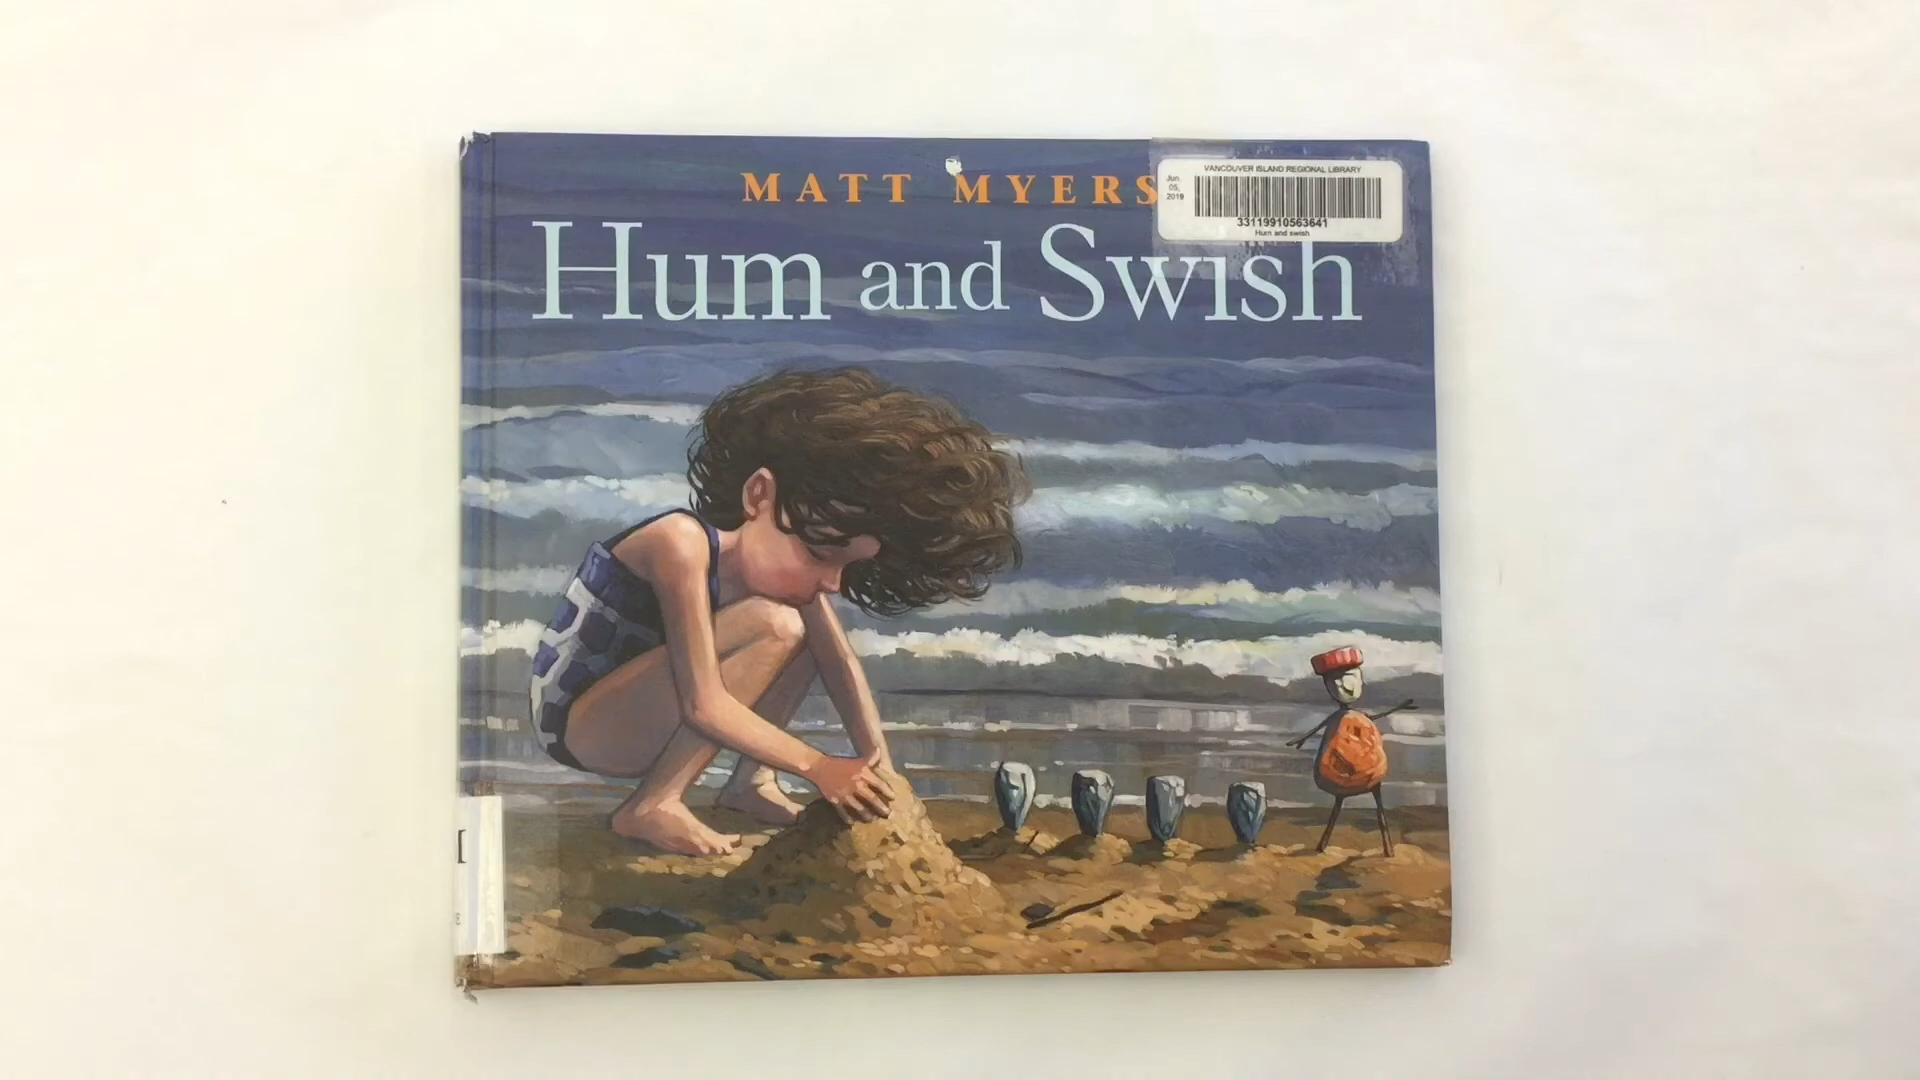 MATT MYERS
Hum and Swish
VANCOUVER ISLAND REGIONAL LIBRARY
Jun.
05,
2019
33119910563641
Hum and swish
I
E